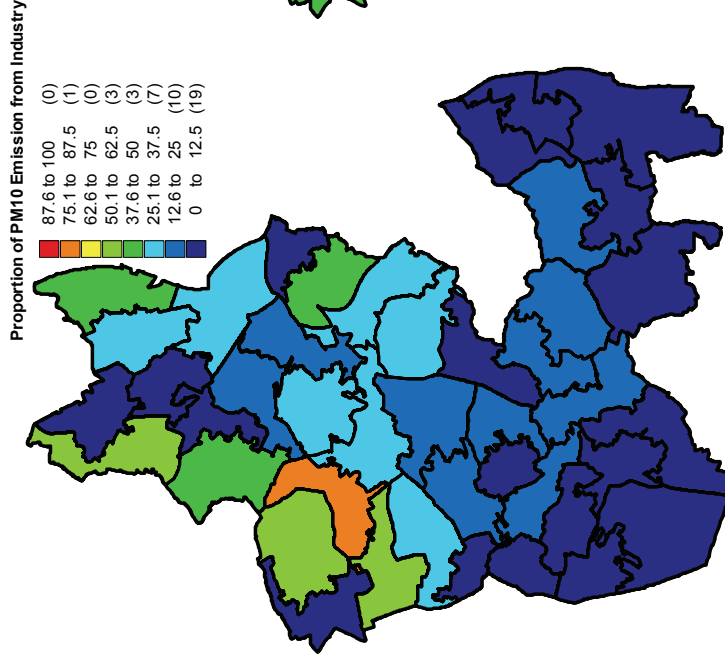 Proportion of PM10 Emission from Industry
87.6 to 100 (0)
75.1 to 87.5 (1)
62.6 to 75 (0)
50.1 to 62.5 (3)
37.6 to 50 (3)
25.1 to 37.5 (7)
12.6 to 25 (10)
0 to 12.5 (19)